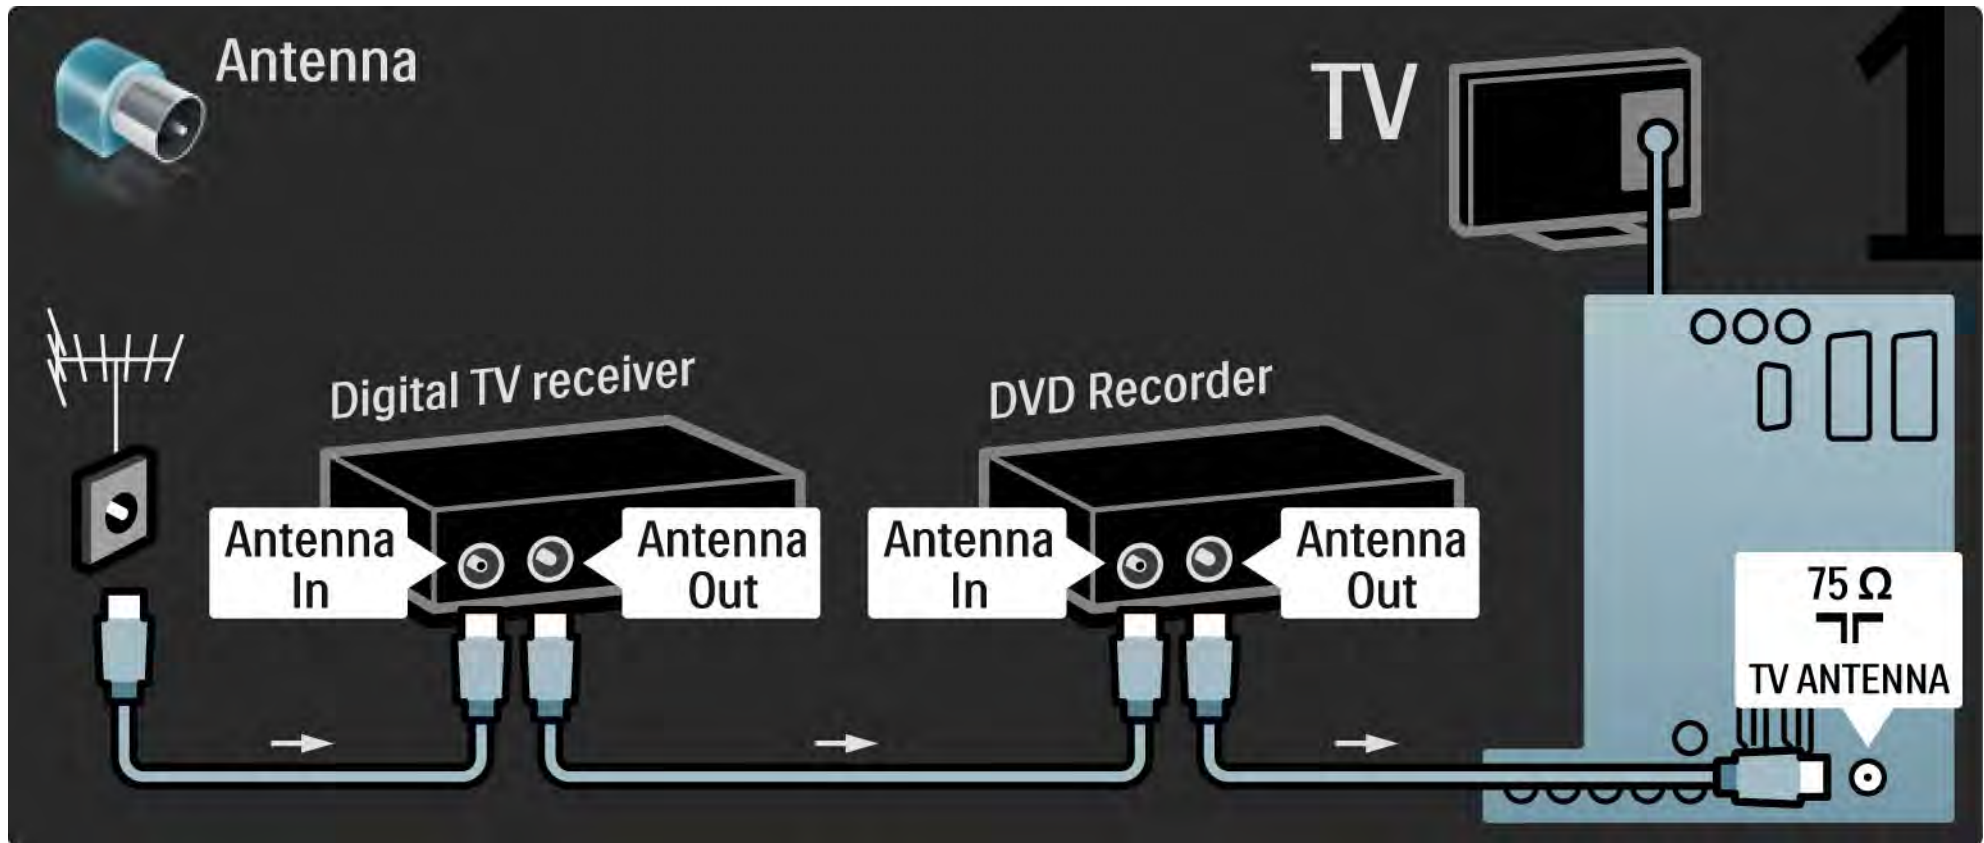 Antenna
TV
1
Digital TV receiver
DVD Recorder
Antenna
In
Antenna
Out
Antenna
In
Antenna
Out
75 Ω
TV ANTENNA